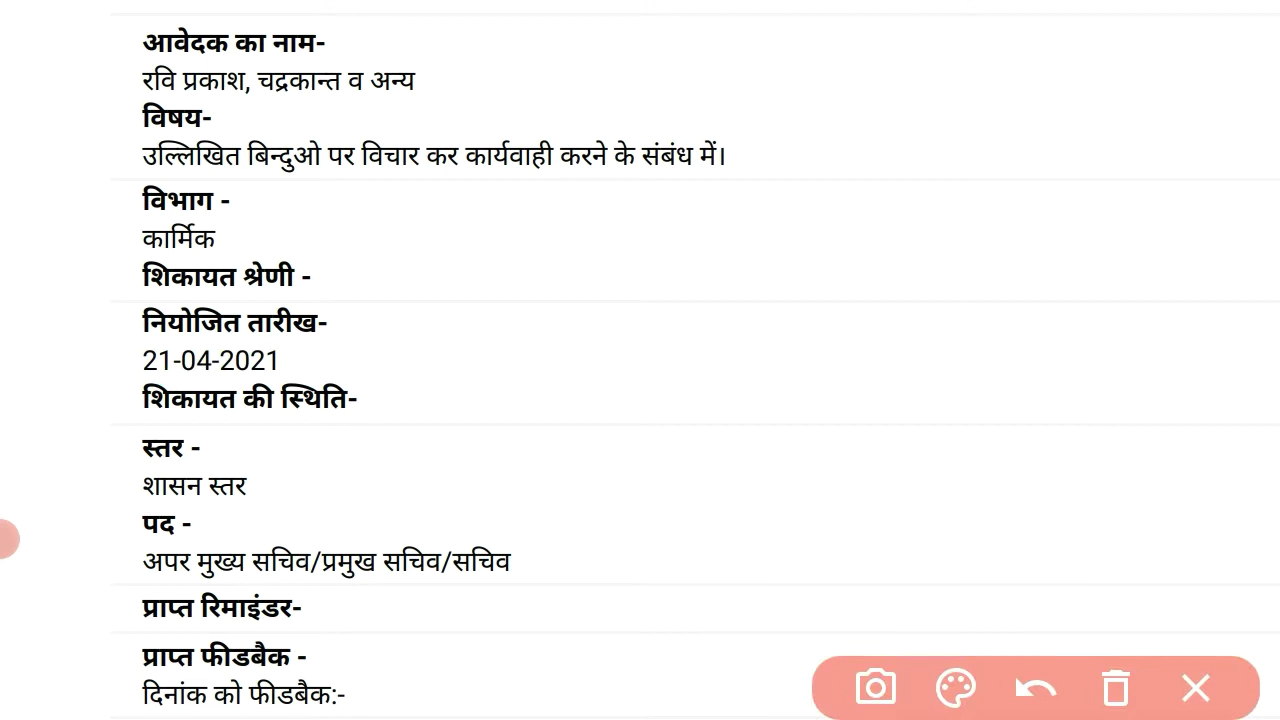 आवेदक का नाम-
रवि प्रकाश, चद्रकान्त व अन्य
विषय-
उल्लिखित बिन्दुओ पर विचार कर कार्यवाही करने के संबंध में।
विभाग -
कार्मिक
शिकायत श्रेणी -
नियोजित तारीख-
21-04-2021
शिकायत की स्थिति-
स्तर -
शासन स्तर
पद -
अपर मुख्य सचिव/प्रमुख सचिव/सचिव
प्राप्त रिमाइंडर-
प्राप्त फीडबैक -
दिनांक को फीडबैक:-